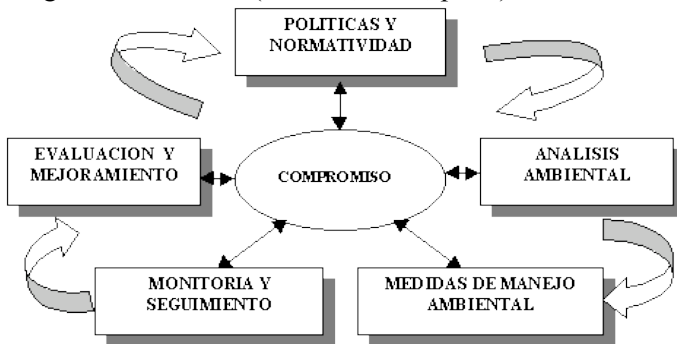 POLITICAS Y
NORMATIVIDAD
EVALUACION Y
MEJORAMIENTO
COMPROMISO
ANALISIS
AMBIENTAL
MONITORIA Y
SEGUIMIENTO
MEDIDAS DE MANEJO
AMBIENTAL